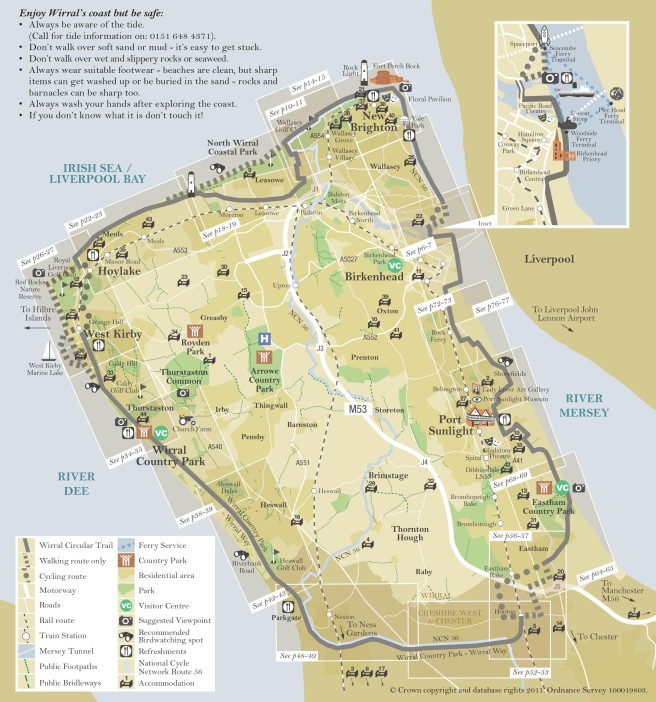 Enjoy Wirral's coast but be safe:
• Always be aware of the tide.
(Call for tide information on: 0151 648 4371).
• Don't walk over soft sand or mud - it's easy to get stuck.
• Don't walk over wet and slippery rocks or seaweed.
• Always wear suitable footwear - beaches are clean, but sharp
items can get washed up or be buried in the sand - rocks and
barnacles can be sharp too.
• Always wash your hands after exploring the coast.
• If you don't know what it is don't touch it!
Spaceport
Seacombe
Ferry
Terminal
Pier Head
Ferry
Terminal
Pacific Road
Theatre
U-boat
Story
Woodside
Ferry
Terminal
Hamilton
Square
Birkenhead
Priory
Conway
Park
Birkenhead
Central
Green Lane
Inset
Rock
Light
Fort Perch Rock
See p14-15
Floral Pavilion
New
Brighton
See p10-11
Wallasey
Golf C
A554
Wallasey
Grove
Vale
Park
Wallasey
Village
Wallasey
NCN 56
North Wirral
Coastal Park
Leasowe
IRISH SEA /
LIVERPOOL BAY
J1
Bidston
Moss
Moreton
Leasowe
Bidston
Birkenhead
North
See p18-19
See p22-23
Meols
Meols
Manor Road
Hoylake
A553
J2
A5027
Birkenhead
Park
VC
Birkenhead
See p6-7
See p26-27
Royal
Liverpool
Golf Club
Red Rocks
Nature
Reserve
To Hilbre
Islands
Upton
NCN 56
Liverpool
See p72-73
See p76-77
To Liverpool John
Lennon Airport
Oxton
A552
Rock
Ferry
Grange Hill
West Kirby
West Kirby
Marine Lake
Greasby
Royden
Park
H
Arrowe
Country
Park
J3
Prenton
Caldy Hill
Caldy
Golf Club
Thurstaston
Common
Thurstaston
Irby
Thingwall
M53
Storeton
Bebington
Shorefields
Lady Lever Art Gallery
Port Sunlight Museum
RIVER
MERSEY
Port
Sunlight
Gladstone
Theatre
Spital
A41
Dibbinsdale
LNR
Church Farm
VC
Wirral
Country Park
See p34-35
Pensby
Barnston
A540
A551
J4
RIVER
DEE
Heswall
Dales
Heswall
Brimstage
Bromborough
Rake
See p68-69
VC
Eastham
Country Park
Bromborough
See p56-57
Wirral Country Park
- Wirral Way
See p38-39
Heswall
Thornton
Hough
Eastham
NCN 56
Riverbank
Road
Heswall
Golf Club
Raby
Eastham
Rake
See p64-65
To
Manchester
M56
See p42-43
Parkgate
Neston
To Ness
Gardens
WIRRAL
CHESHIRE WEST
& CHESTER
J5
Hooton
To Chester
NCN 56
Wirral Country Park - Wirral Way
See p48-49
See p52-53
Wirral Circular Trail
Walking route only
Cycling route
Motorway
Roads
Rail route
Train Station
Mersey Tunnel
Public Footpaths
Public Bridleways
Ferry Service
Country Park
Residential area
Park
VC Visitor Centre
Suggested Viewpoint
Recommended
Birdwatching spot
Refreshments
National Cycle
Network Route 56
Accommodation
© Crown copyright and database rights 2011 Ordnance Survey 100019803.